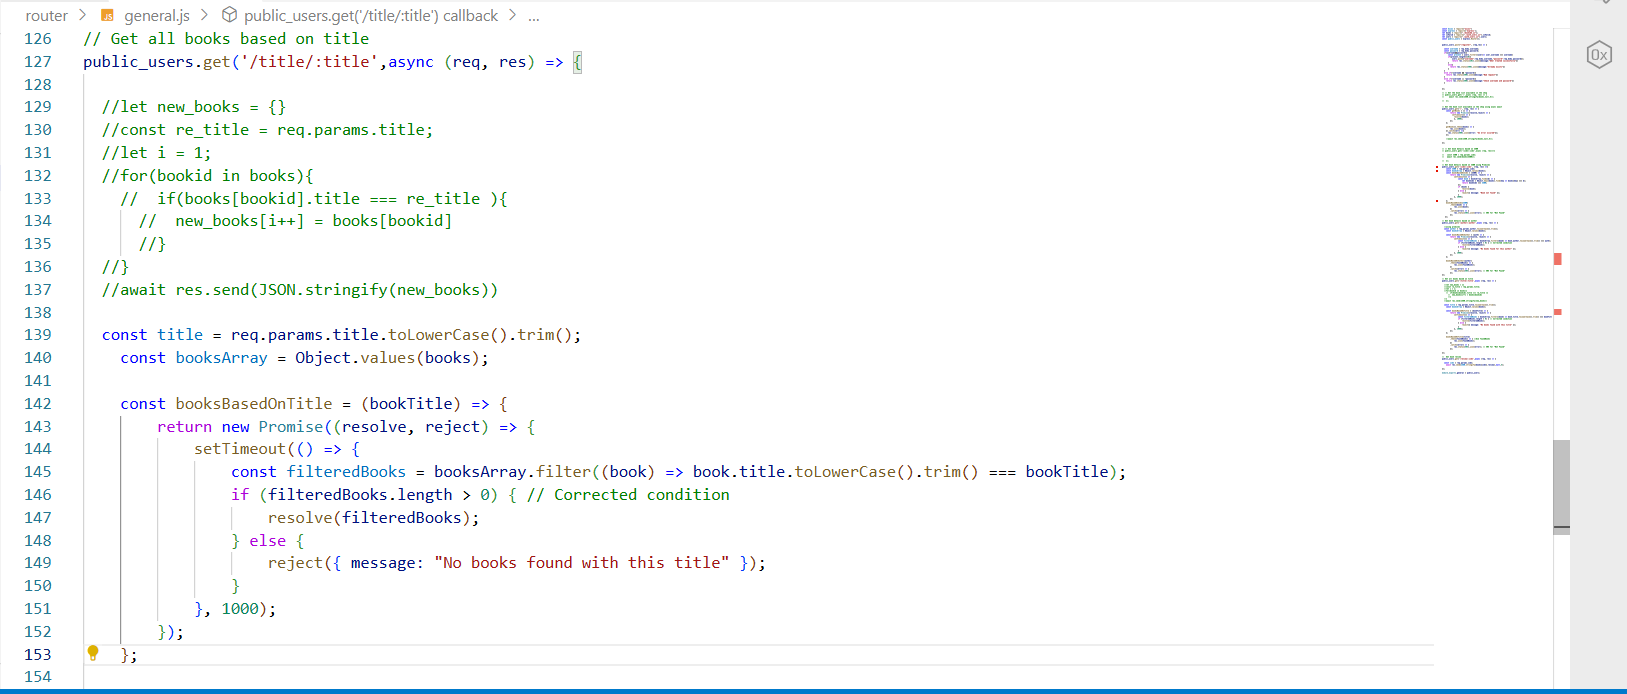 router > JS general.js > public_users.get('/title/:title') callback > ...
126 // Get all books based on title
127 public_users.get('/title/:title',async (req, res) => {
128
129 //let new_books = {}
130 //const re_title = req.params.title;
131 //let i = 1;
132 //for(bookid in books){
133 //  if(books[bookid].title === re_title ){
134 //  new_books[i++] = books[bookid]
135 //}
136 //}
137 //await res.send(JSON.stringify(new_books))
138
139 const title = req.params.title.toLowerCase().trim();
140 const booksArray = Object.values(books);
141
142 const booksBasedOnTitle = (bookTitle) => {
143 return new Promise((resolve, reject) => {
144 setTimeout(() => {
145 const filteredBooks = booksArray.filter((book) => book.title.toLowerCase().trim() === bookTitle);
146 if (filteredBooks.length > 0) { // Corrected condition
147 resolve(filteredBooks);
148 } else {
149 reject({ message: "No books found with this title" });
150 }
151 }, 1000);
152 });
153 };
154
0x